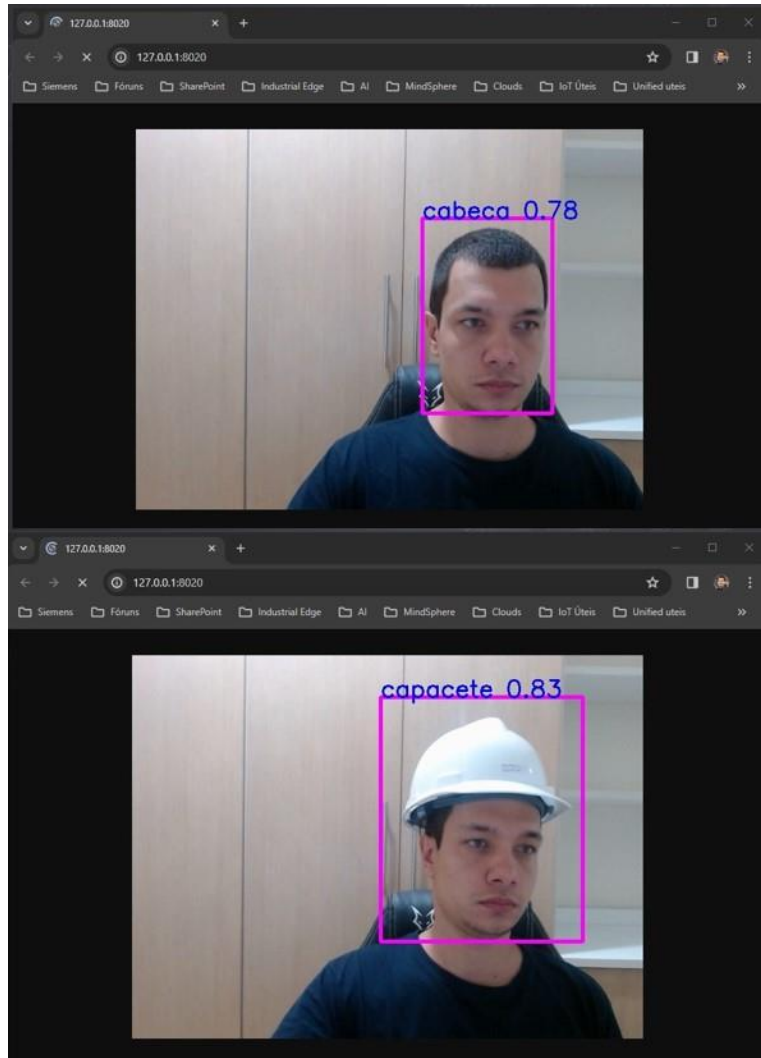 127.0.0.1:8020
127.0.0.1:8020
Siemens Fóruns SharePoint Industrial Edge AI MindSphere Clouds IoT Úteis Unified uteis »
cabeca 0.78
127.0.0.1:8020
127.0.0.1:8020
Siemens Fóruns SharePoint Industrial Edge AI MindSphere Clouds IoT Úteis Unified uteis »
capacete 0.83